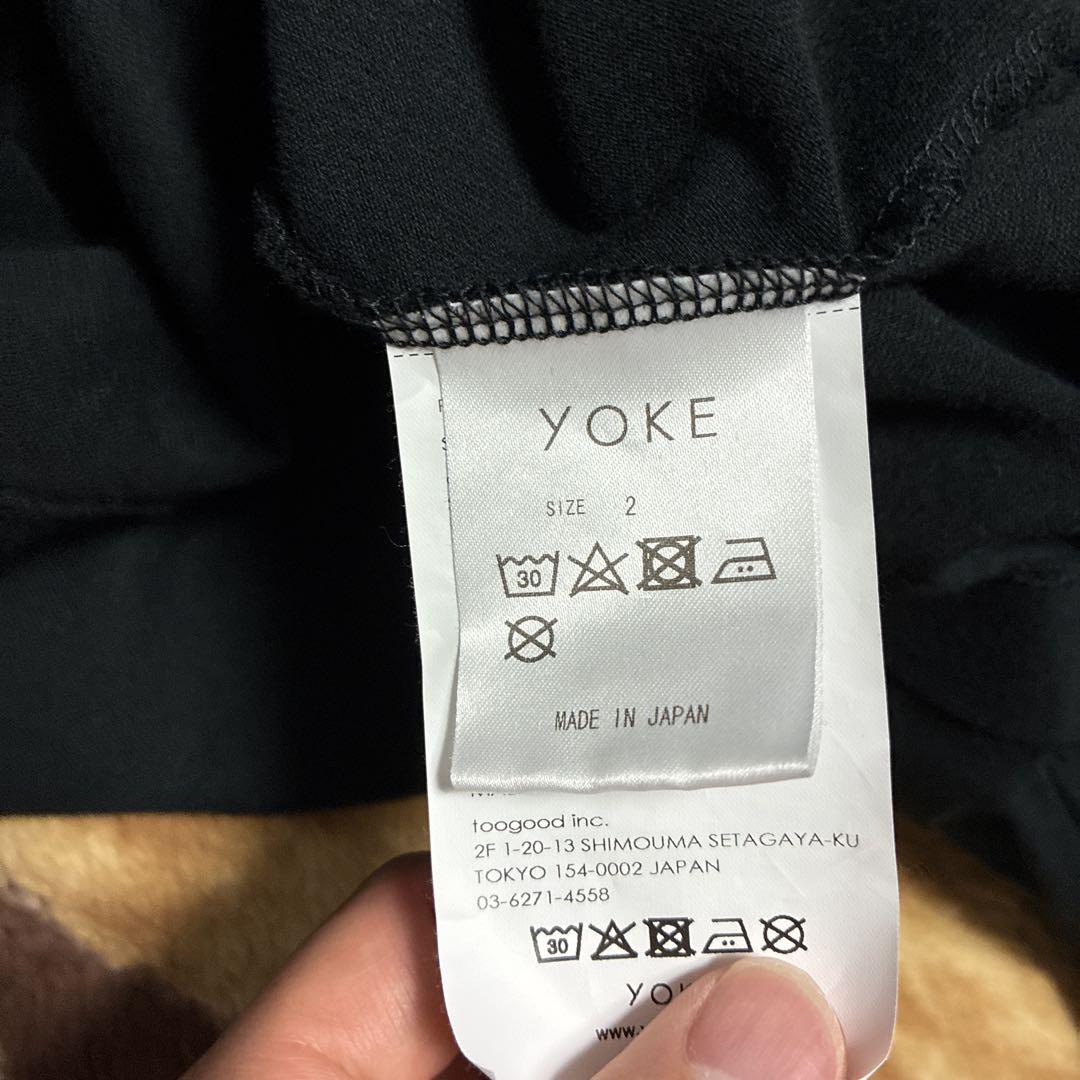 YOKE
SIZE 2
30
MADE IN JAPAN
toogood inc.
2F 1-20-13 SHIMOUMA SETAGAYA-KU
TOKYO 154-0002 JAPAN
03-6271-4558
30